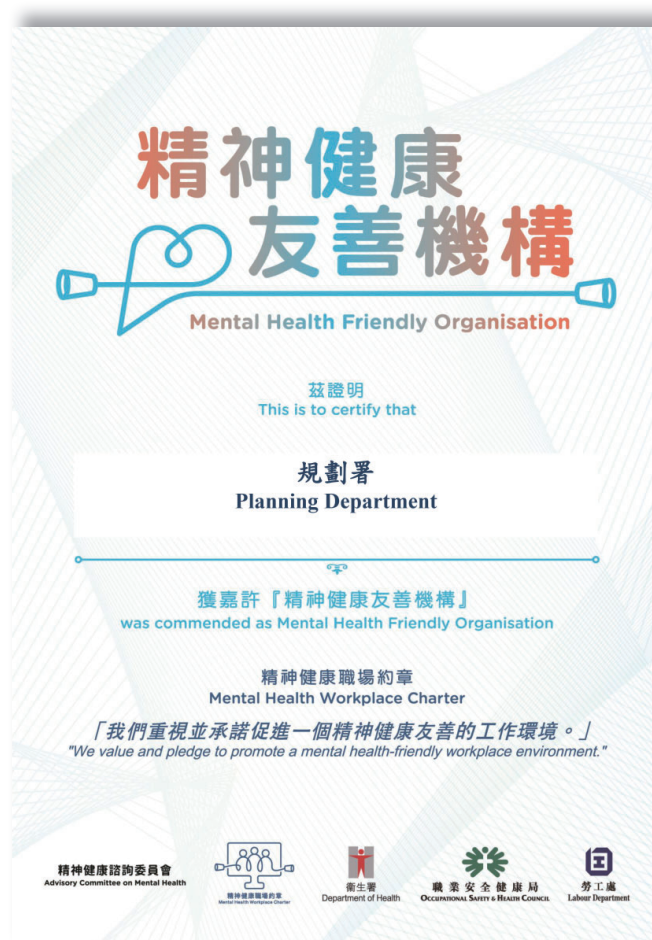 精神健康
友善機構
Mental Health Friendly Organisation
茲證明
This is to certify that
規劃署
Planning Department
獲嘉許『精神健康友善機構』
was commended as Mental Health Friendly Organisation
精神健康職場約章
Mental Health Workplace Charter
「我們重視並承諾促進一個精神健康友善的工作環境。」
"We value and pledge to promote a mental health-friendly workplace environment."
精神健康諮詢委員會
Advisory Committee on Mental Health
精神健康職場約章
Mental Health Workplace Charter
衞生署
Department of Health
職業安全健康局
Occupational Safety & Health Council
勞工處
Labour Department